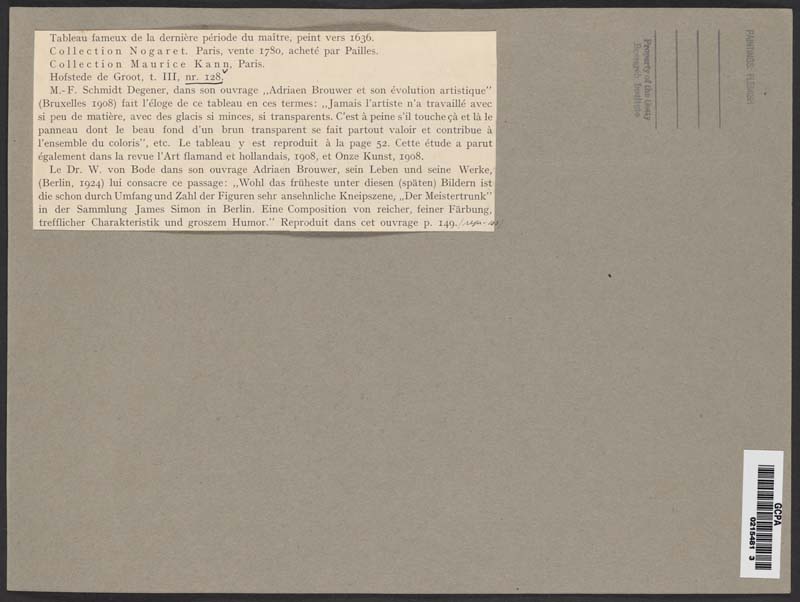 Tableau fameux de la dernière période du maître, peint vers 1636.
Collection Nogaret. Paris, vente 1780, acheté par Pailles.
Collection Maurice Kann, Paris.
Hofstede de Groot, t. III, nr. 128.
M.-F. Schmidt Degener, dans son ouvrage „Adriaen Brouwer et son évolution artistique”
(Bruxelles 1908) fait l'éloge de ce tableau en ces termes: „Jamais l'artiste n'a travaillé avec
si peu de matière, avec des glacis si minces, si transparents. C'est à peine s'il touche çà et là le
panneau dont le beau fond d'un brun transparent se fait partout valoir et contribue à
l'ensemble du coloris”, etc. Le tableau y est reproduit à la page 52. Cette étude a parut
également dans la revue l'Art flamand et hollandais, 1908, et Onze Kunst, 1908.
Le Dr. W. von Bode dans son ouvrage Adriaen Brouwer, sein Leben und seine Werke,
(Berlin, 1924) lui consacre ce passage: „Wohl das früheste unter diesen (späten) Bildern ist
die schon durch Umfang und Zahl der Figuren sehr ansehnliche Kneipszene, „Der Meistertrunk”
in der Sammlung James Simon in Berlin. Eine Composition von reicher, feiner Färbung,
trefflicher Charakteristik und groszem Humor.” Reproduit dans cet ouvrage p. 149.
Property of the Getty
Research Institute
PAINTINGS: FLEMISH
GCPA
0215481 3